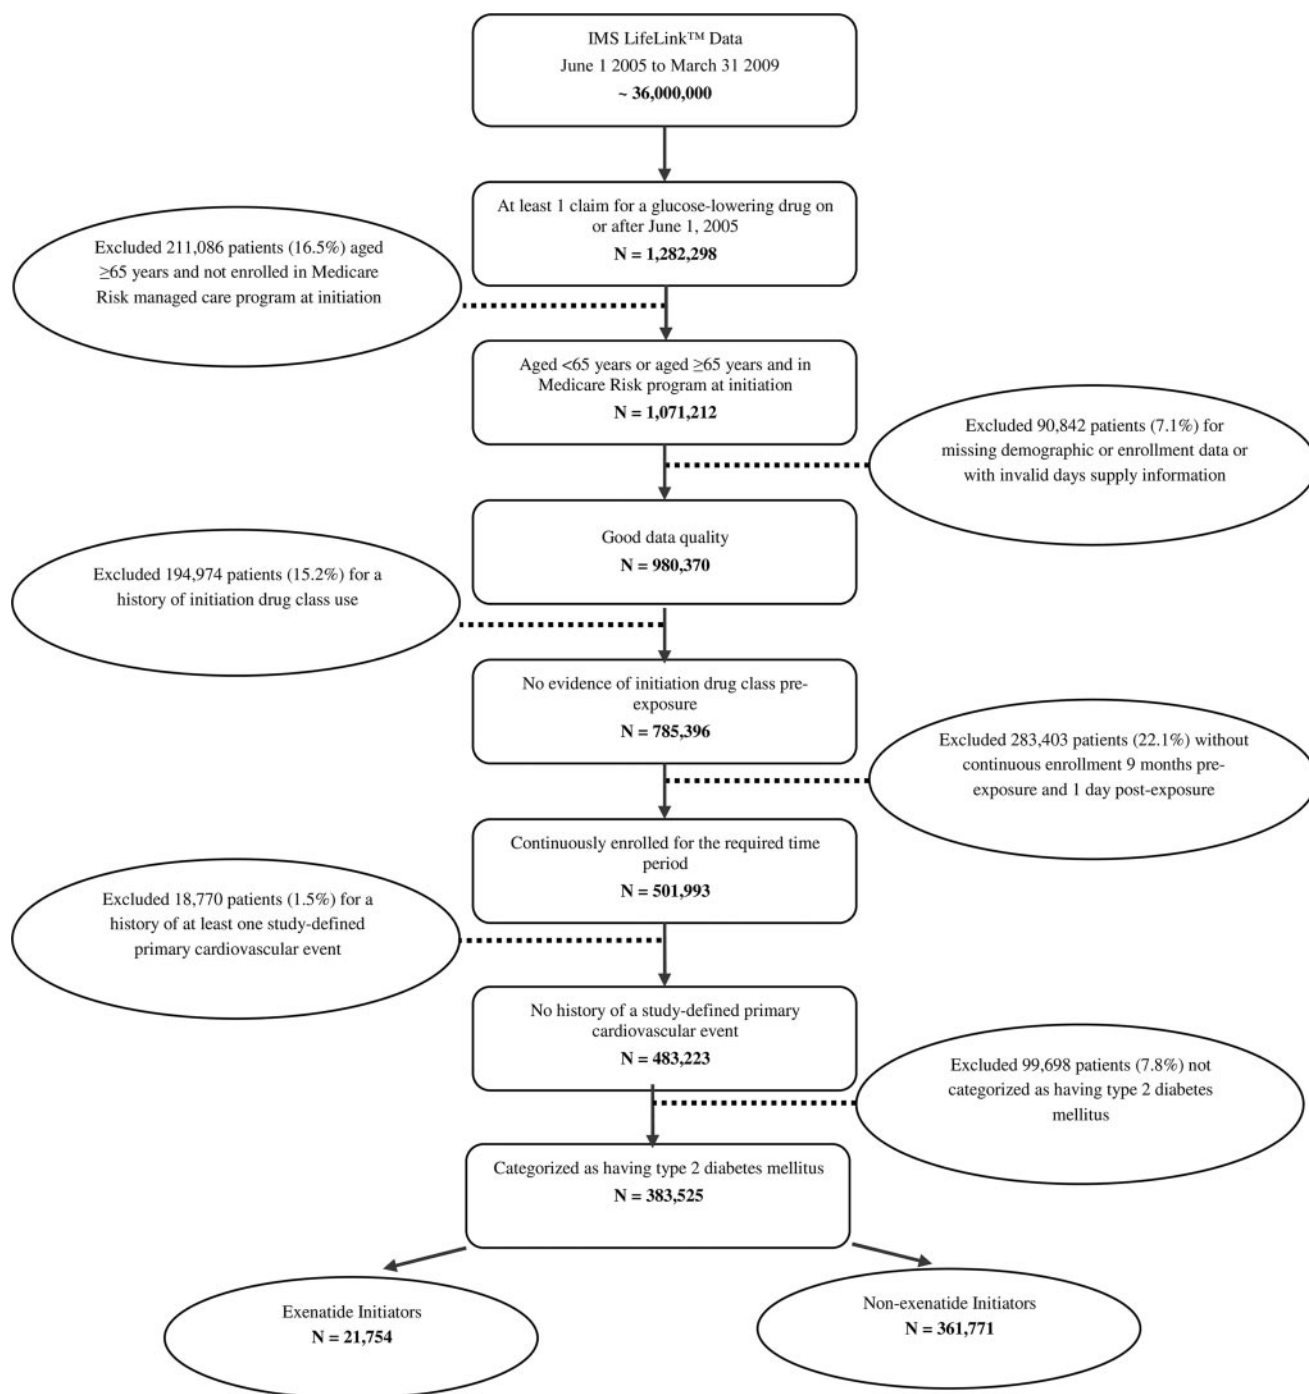 IMS LifeLink™ Data
June 1 2005 to March 31 2009
~ 36,000,000
At least 1 claim for a glucose-lowering drug on
or after June 1, 2005
N = 1,282,298
Excluded 211,086 patients (16.5%) aged
≥65 years and not enrolled in Medicare
Risk managed care program at initiation
Aged <65 years or aged ≥65 years and in
Medicare Risk program at initiation
N = 1,071,212
Excluded 90,842 patients (7.1%) for
missing demographic or enrollment data or
with invalid days supply information
Good data quality
N = 980,370
Excluded 194,974 patients (15.2%) for a
history of initiation drug class use
No evidence of initiation drug class pre-
exposure
N = 785,396
Excluded 283,403 patients (22.1%) without
continuous enrollment 9 months pre-
exposure and 1 day post-exposure
Continuously enrolled for the required time
period
N = 501,993
Excluded 18,770 patients (1.5%) for a
history of at least one study-defined
primary cardiovascular event
No history of a study-defined primary
cardiovascular event
N = 483,223
Excluded 99,698 patients (7.8%) not
categorized as having type 2 diabetes
mellitus
Categorized as having type 2 diabetes mellitus
N = 383,525
Exenatide Initiators
N = 21,754
Non-exenatide Initiators
N = 361,771